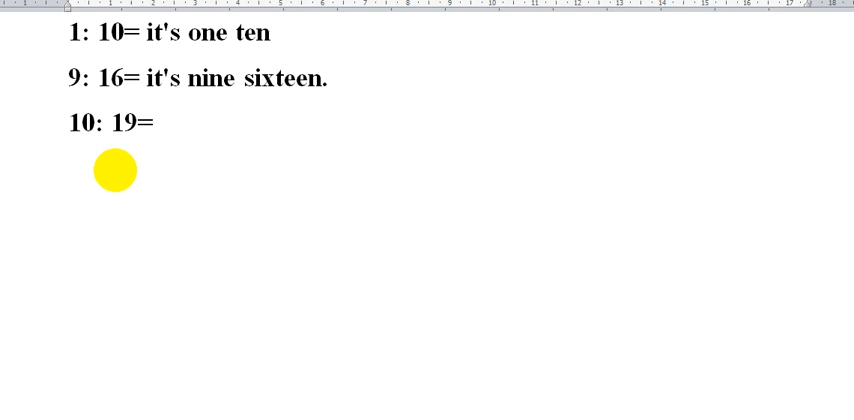 1: 10= it's one ten
9: 16= it's nine sixteen.
10: 19=